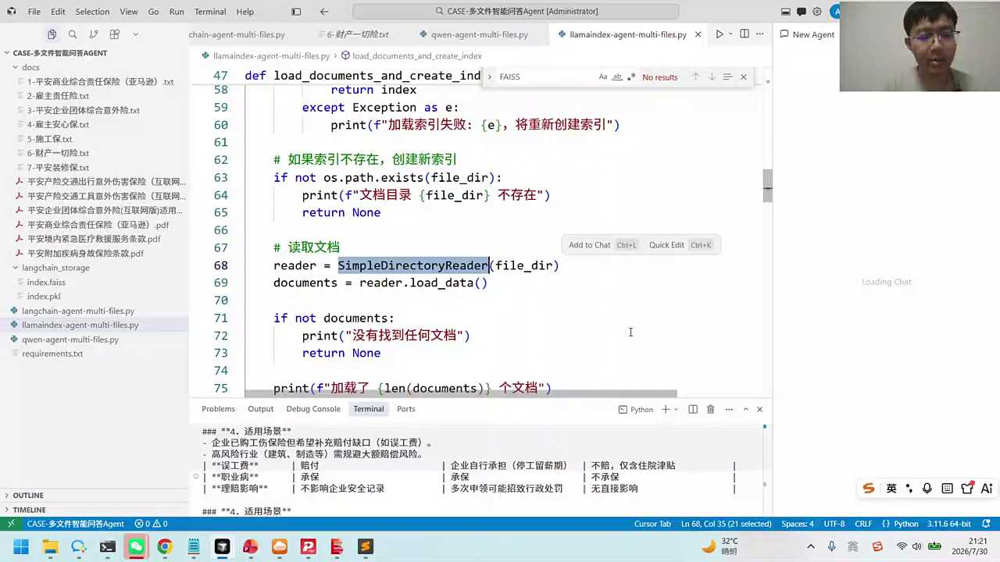 File Edit Selection View Go Run Terminal Help
CASE-多文件智能问答Agent [Administrator]
chain-agent-multi-files.py
6-财产一切险.txt
qwen-agent-multi-files.py
llamaindex-agent-multi-files.py
New Agent
CASE-多文件智能问答AGENT
docs
1-平安商业综合责任保险（亚马逊）.txt
2-雇主责任险.txt
3-平安企业团体综合意外险.txt
4-雇主安心保.txt
5-施工保.txt
6-财产一切险.txt
7-平安装修保.txt
平安产险交通出行意外伤害保险（互联网...
平安产险交通工具意外伤害保险（互联网...
平安企业团体综合意外险(互联网版)适用...
平安商业综合责任保险（亚马逊）.pdf
平安境内紧急医疗救援服务条款.pdf
平安附加疾病身故保险条款.pdf
langchain_storage
index.faiss
index.pkl
langchain-agent-multi-files.py
llamaindex-agent-multi-files.py
qwen-agent-multi-files.py
requirements.txt
OUTLINE
TIMELINE
llamaindex-agent-multi-files.py > load_documents_and_create_index
FAISS
Aa ab .* No results
47 def load_documents_and_create_ind
58 return index
59 except Exception as e:
60 print(f"加载索引失败: {e}，将重新创建索引")
61
62 # 如果索引不存在，创建新索引
63 if not os.path.exists(file_dir):
64 print(f"文档目录 {file_dir} 不存在")
65 return None
66
67 # 读取文档
Add to Chat Ctrl+L Quick Edit Ctrl+K
68 reader = SimpleDirectoryReader(file_dir)
69 documents = reader.load_data()
70
71 if not documents:
72 print("没有找到任何文档")
73 return None
74
75 print(f"加载了 {len(documents)} 个文档")
Loading Chat
Problems Output Debug Console Terminal Ports
Python
### **4. 适用场景**
- 企业已购工伤保险但希望补充赔付缺口（如误工费）。
- 高风险行业（建筑、制造等）需规避大额赔偿风险。
| **误工费** | 赔付 | 企业自行承担（停工留薪期） | 不赔，仅含住院津贴 |
| **职业病** | 承保 | 承保 | 不承保 |
| **理赔影响** | 不影响企业安全记录 | 多次申领可能招致行政处罚 | 无直接影响 |
### **4. 适用场景**
英
CASE-多文件智能问答Agent 0 0
Cursor Tab Ln 68, Col 35 (21 selected) Spaces: 4 UTF-8 CRLF {} Python 3.11.6 64-bit
32°C
晴朗
英
21:21
2026/7/30